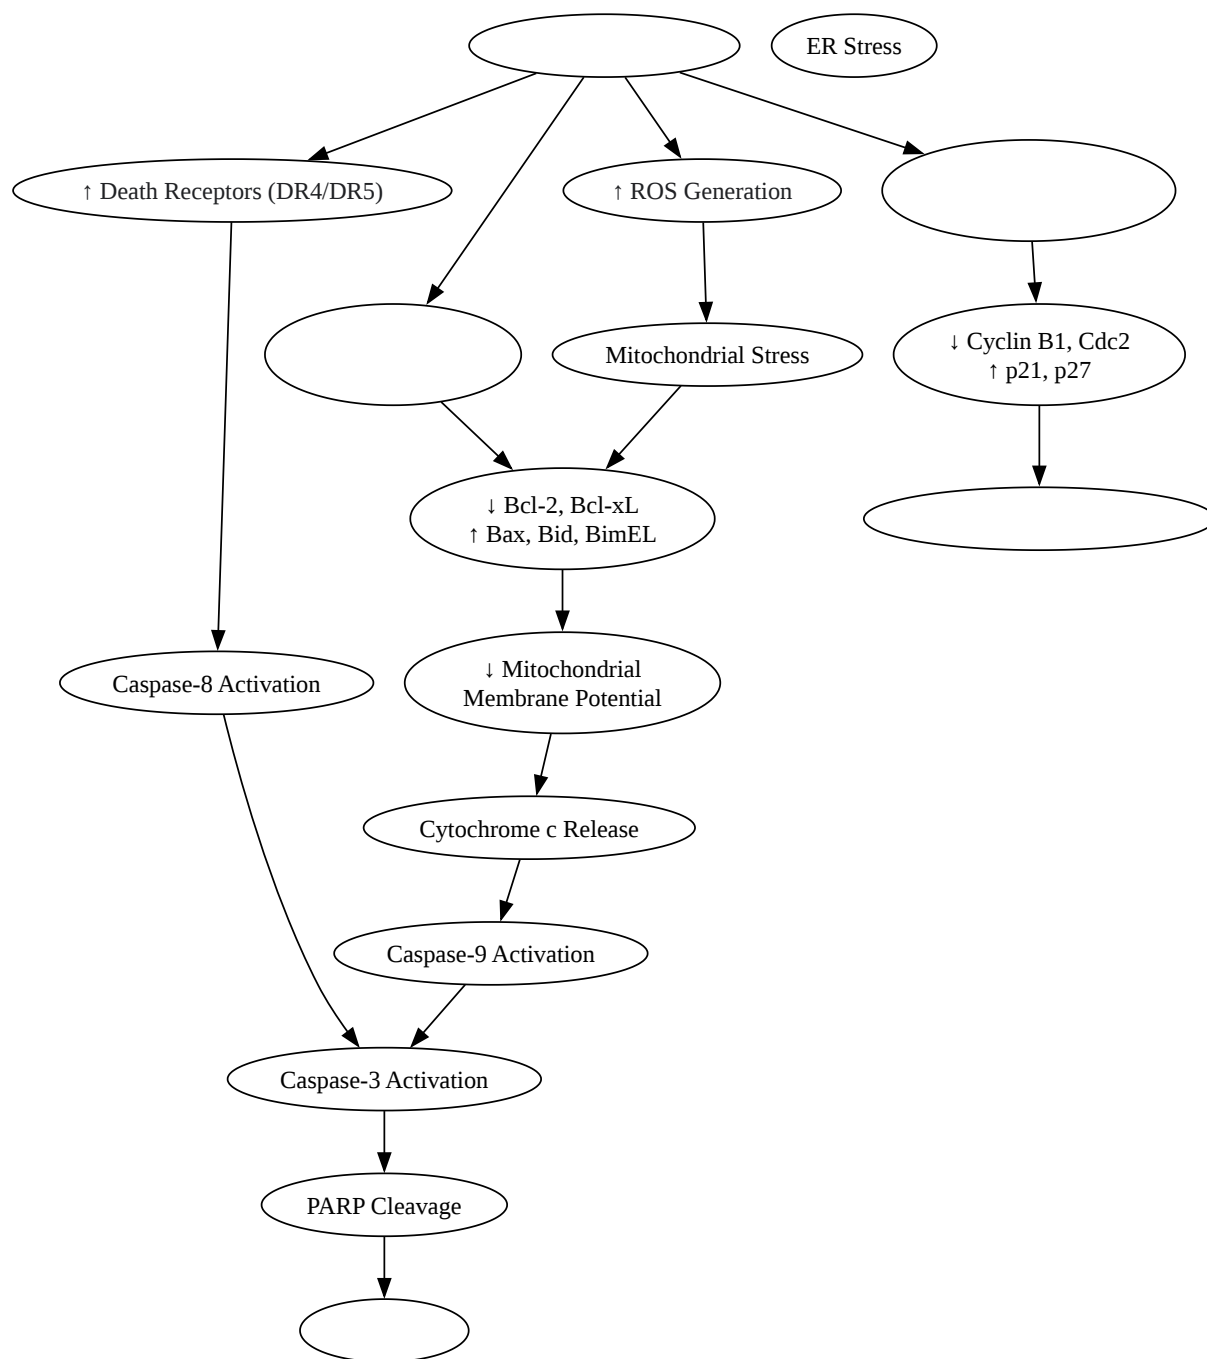 ER Stress
↑ Death Receptors (DR4/DR5)
↑ ROS Generation
Mitochondrial Stress
↓ Cyclin B1, Cdc2
↑ p21, p27
↓ Bcl-2, Bcl-xL
↑ Bax, Bid, BimEL
Caspase-8 Activation
↓ Mitochondrial
Membrane Potential
Cytochrome c Release
Caspase-9 Activation
Caspase-3 Activation
PARP Cleavage